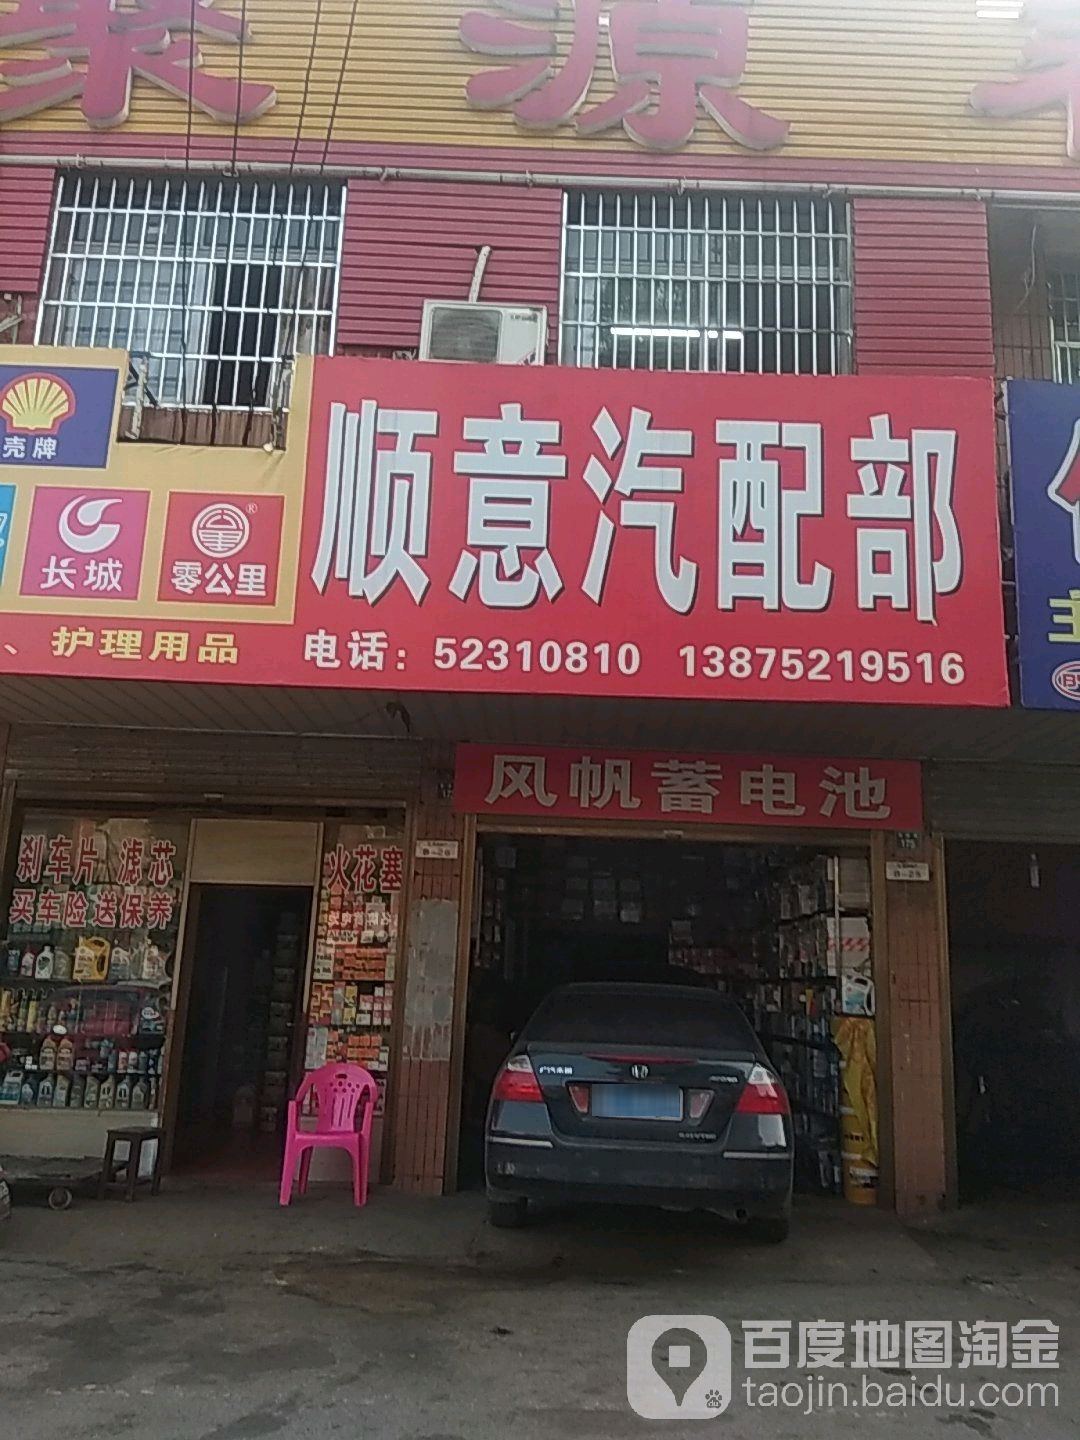 聚源
壳牌
顺意汽配部
长城
零公里®
、护理用品
电话：52310810 13875219516
风帆蓄电池
刹车片 滤芯
火花塞
买车险送保养
175
百度地图淘金
taojin.baidu.com